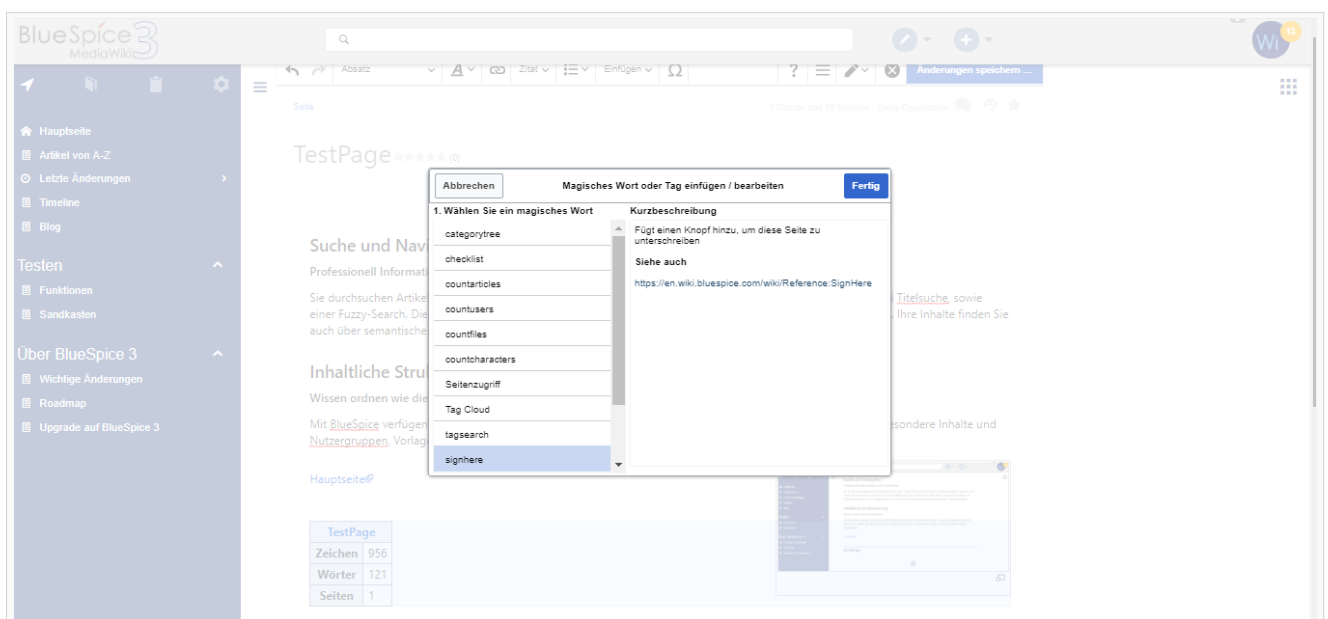 BlueSpice 3
MediaWiki
Wi
13
Absatz
A
Zitat
Einfügen
Ω
?
Änderungen speichern ...
Seite
TestPage
(0)
Hauptseite
Artikel von A-Z
Letzte Änderungen
Timeline
Blog
Testen
Funktionen
Sandkasten
Über BlueSpice 3
Wichtige Änderungen
Roadmap
Upgrade auf BlueSpice 3
Abbrechen
Magisches Wort oder Tag einfügen / bearbeiten
Fertig
1. Wählen Sie ein magisches Wort
categorytree
checklist
countarticles
countusers
countfiles
countcharacters
Seitenzugriff
Tag Cloud
tagsearch
signhere
Kurzbeschreibung
Fügt einen Knopf hinzu, um diese Seite zu
unterschreiben
Siehe auch
https://en.wiki.bluespice.com/wiki/Reference:SignHere
Suche und Navi
Professionell Informati
Sie durchsuchen Artike
Titelsuche, sowie
einer Fuzzy-Search. Die
Ihre Inhalte finden Sie
auch über semantische
Inhaltliche Stru
Wissen ordnen wie die
Mit BlueSpice verfügen
esondere Inhalte und
Nutzergruppen, Vorlag
Hauptseite
TestPage
Zeichen 956
Wörter 121
Seiten 1